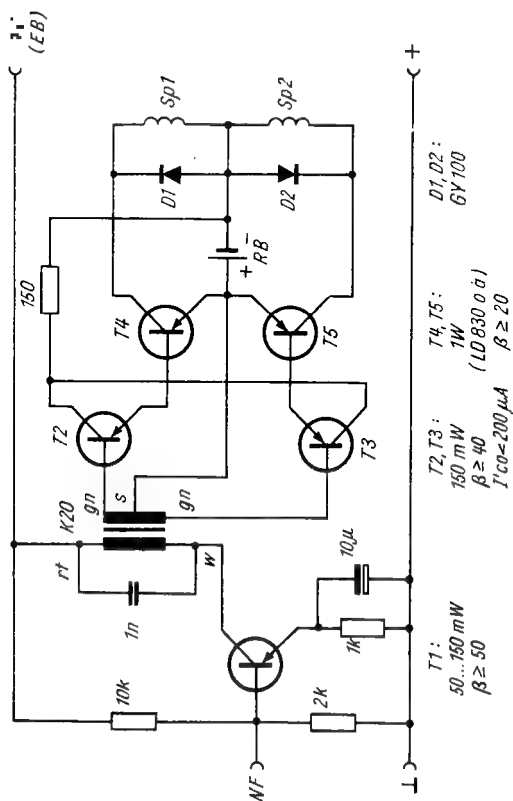 (EB)
Sp1
Sp2
D1
D2
150
+ −
RB
T4
T5
T2
T3
K20
gn
s
gn
rt
w
1n
10k
NF
2k
1k
10µ
+
T1:
50...150 mW
β ≥ 50
T2, T3:
150 mW
β ≥ 40
I'co < 200 µA
T4, T5:
1W
(LD 830 o ä)
β ≥ 20
D1, D2:
GY 100